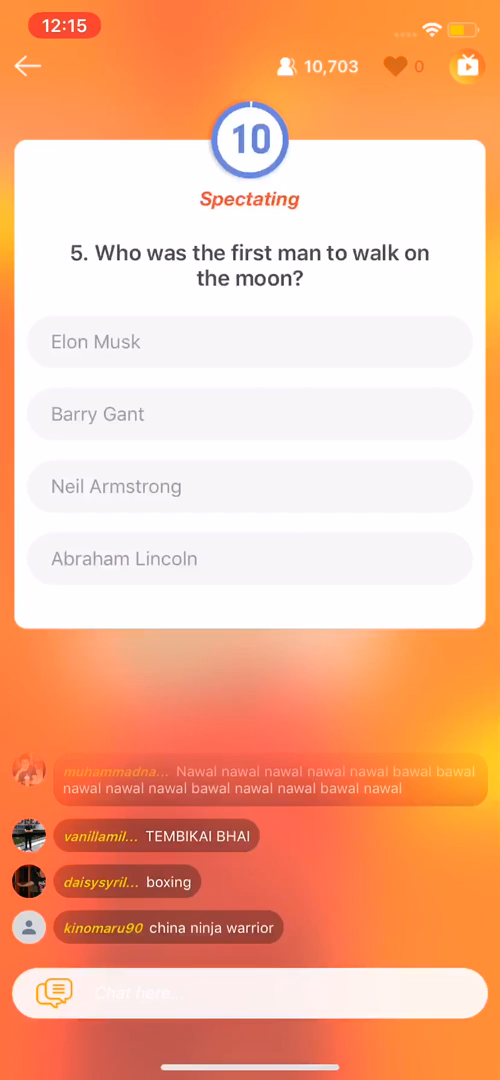 12:15
10,703
0
10
Spectating
5. Who was the first man to walk on
the moon?
Elon Musk
Barry Gant
Neil Armstrong
Abraham Lincoln
muhammadna... Nawal nawal nawal nawal nawal bawal bawal
nawal nawal nawal bawal nawal nawal bawal nawal
vanillamil... TEMBIKAI BHAI
daisysyril... boxing
kinomaru90 china ninja warrior
Chat here...